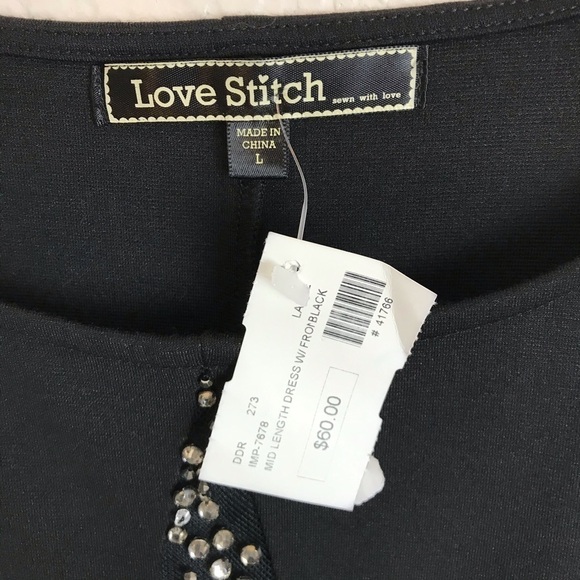 Love Stitch
sewn with love
MADE IN
CHINA
L
# 41766
BLACK
MID LENGTH DRESS W/ FRO
IMP-7678
DDR 273
$60.00